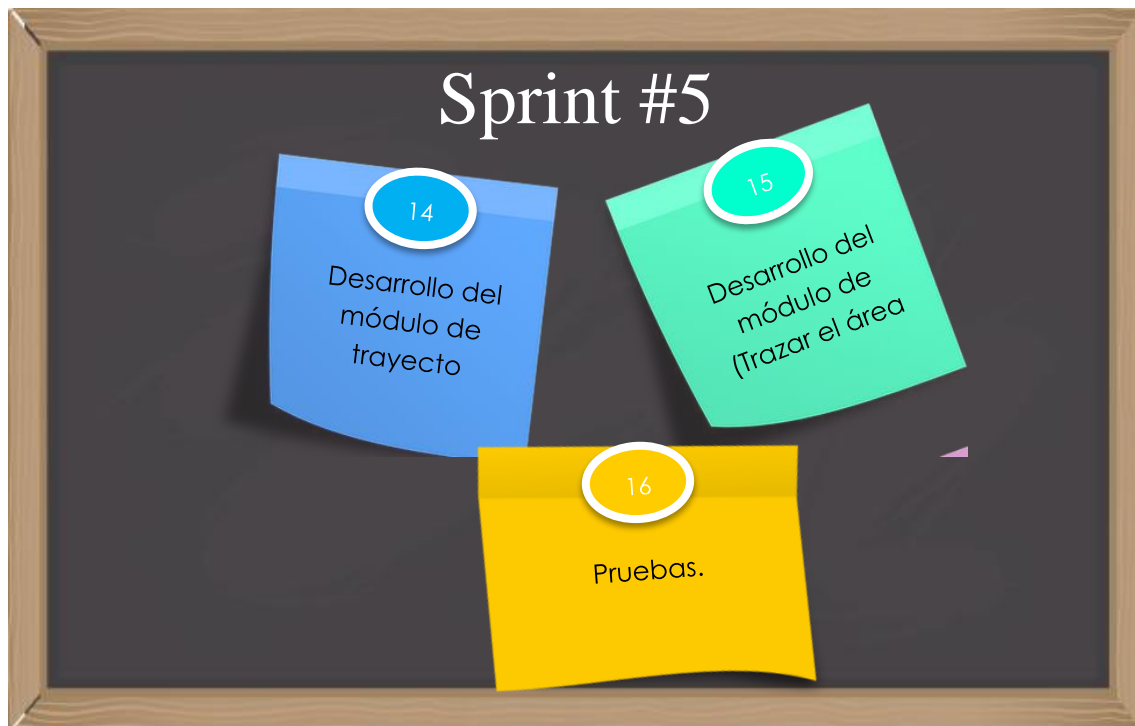 Sprint #5
14
Desarrollo del
módulo de
trayecto
15
Desarrollo del
módulo de
(Trazar el área
16
Pruebas.